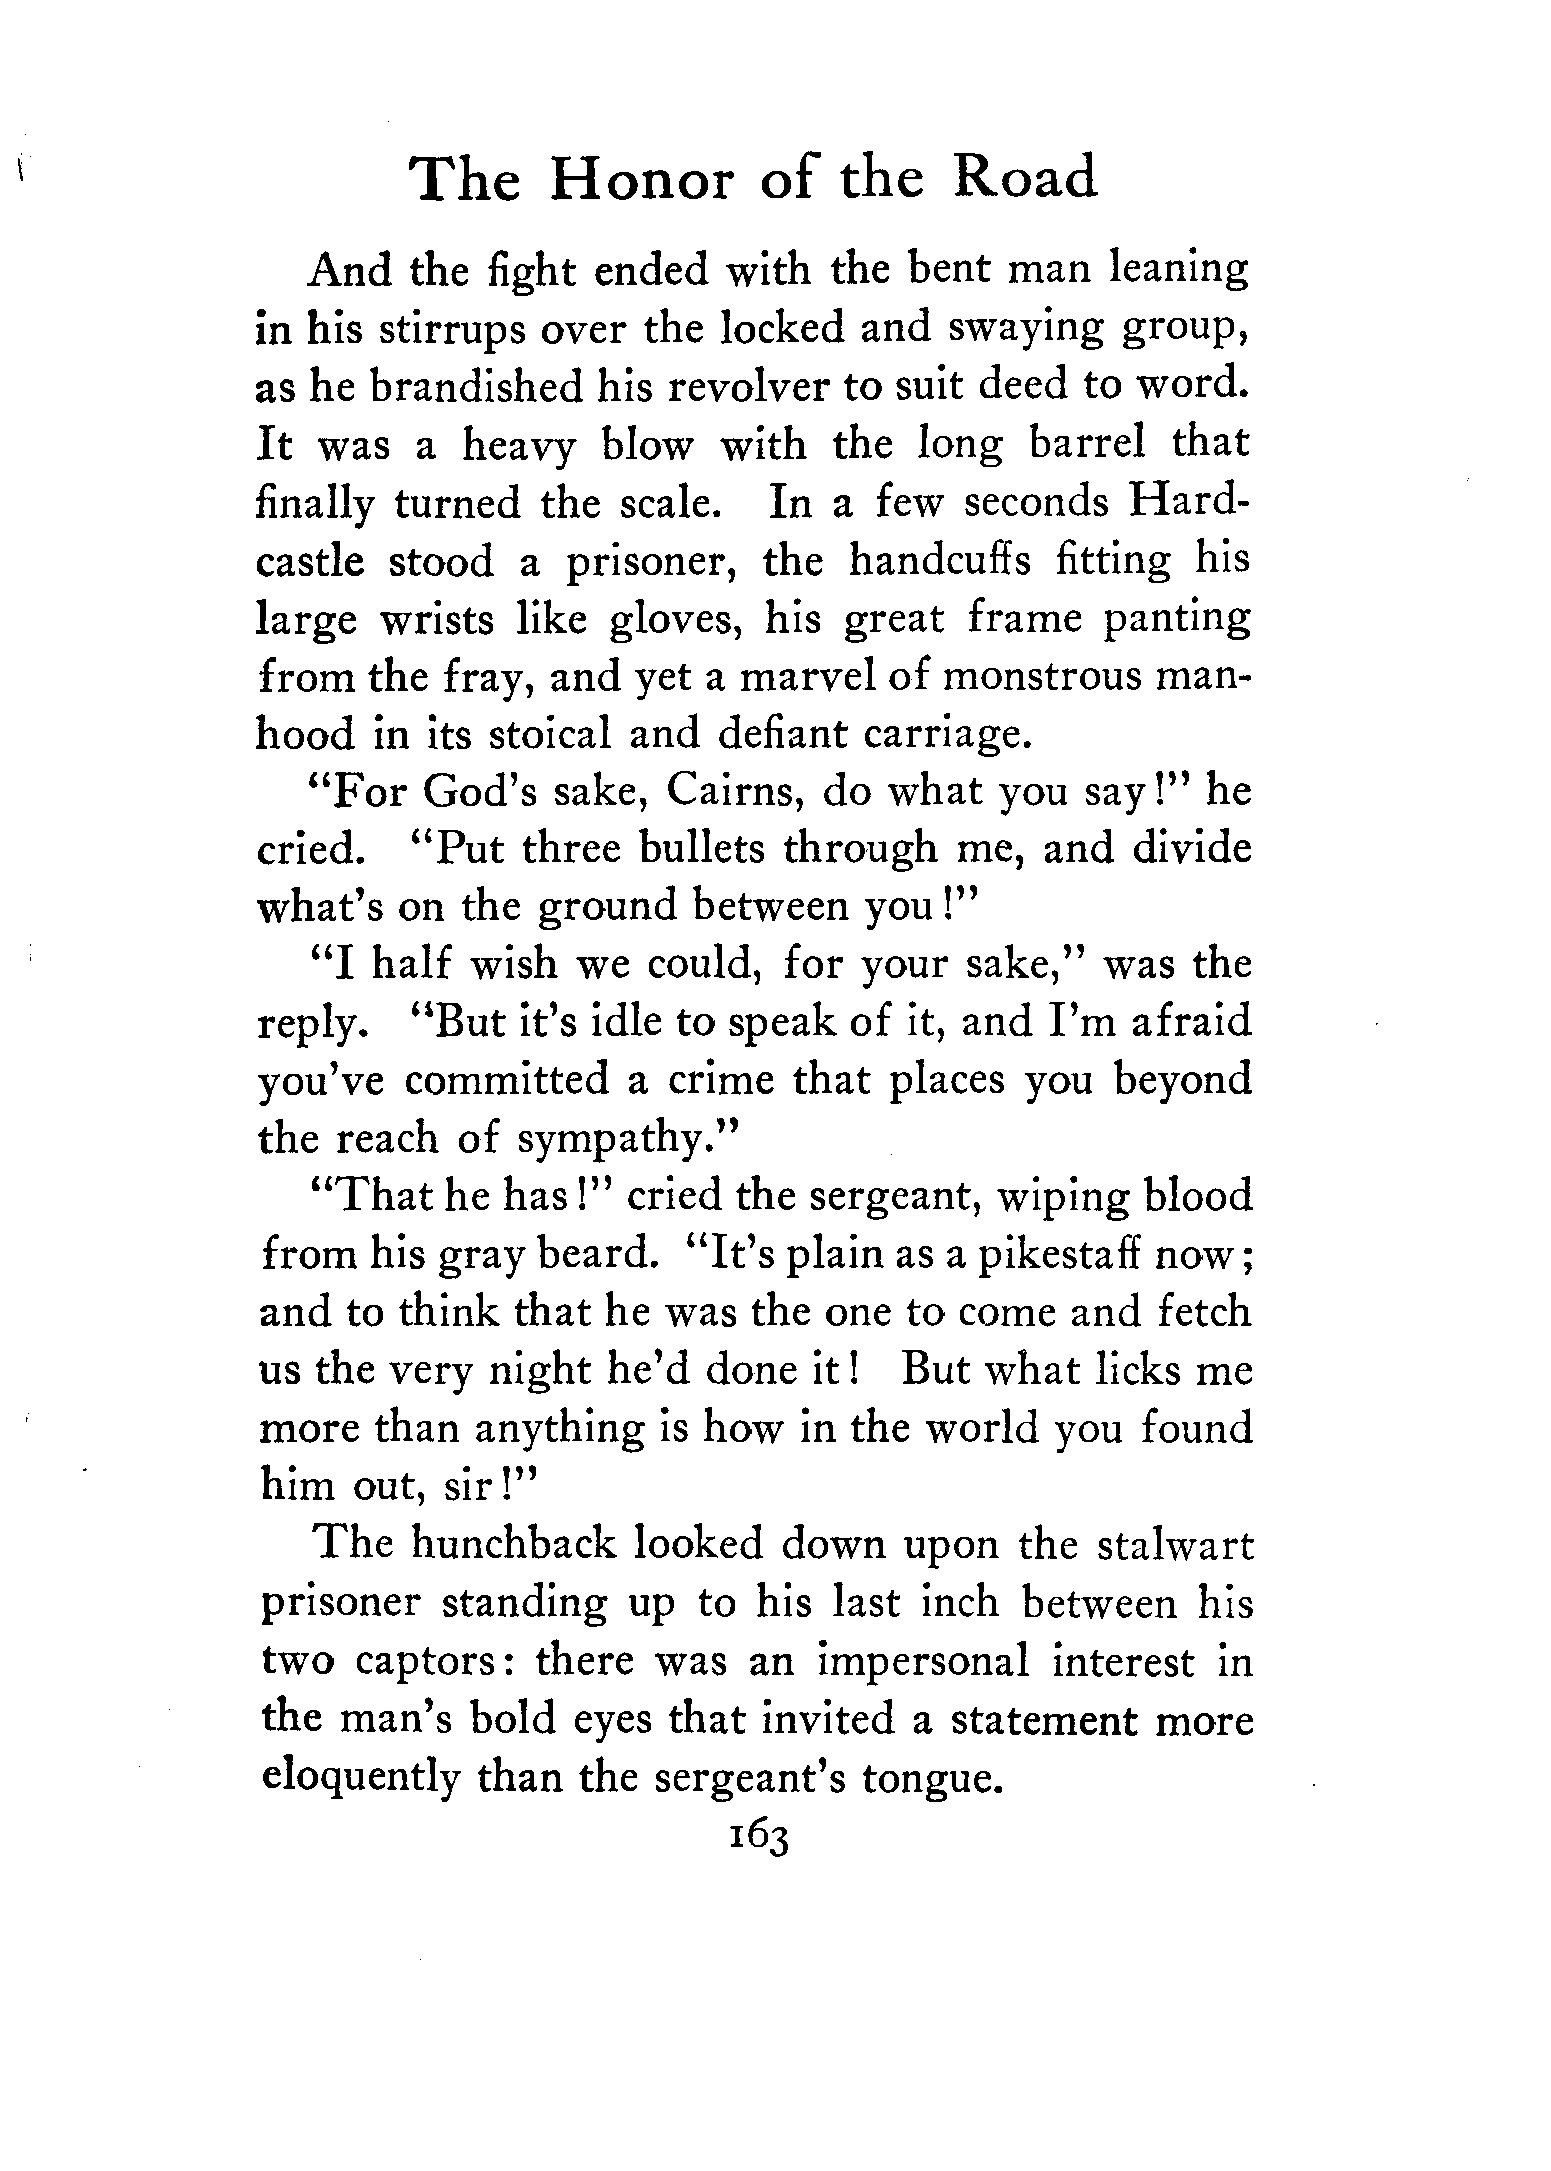 The Honor of the Road
And the fight ended with the bent man leaning
in his stirrups over the locked and swaying group,
as he brandished his revolver to suit deed to word.
It was a heavy blow with the long barrel that
finally turned the scale. In a few seconds Hard-
castle stood a prisoner, the handcuffs fitting his
large wrists like gloves, his great frame panting
from the fray, and yet a marvel of monstrous man-
hood in its stoical and defiant carriage.
“For God’s sake, Cairns, do what you say!” he
cried. “Put three bullets through me, and divide
what’s on the ground between you!”
“I half wish we could, for your sake,” was the
reply. “But it’s idle to speak of it, and I’m afraid
you’ve committed a crime that places you beyond
the reach of sympathy.”
“That he has!” cried the sergeant, wiping blood
from his gray beard. “It’s plain as a pikestaff now;
and to think that he was the one to come and fetch
us the very night he’d done it! But what licks me
more than anything is how in the world you found
him out, sir!”
The hunchback looked down upon the stalwart
prisoner standing up to his last inch between his
two captors: there was an impersonal interest in
the man’s bold eyes that invited a statement more
eloquently than the sergeant’s tongue.
163